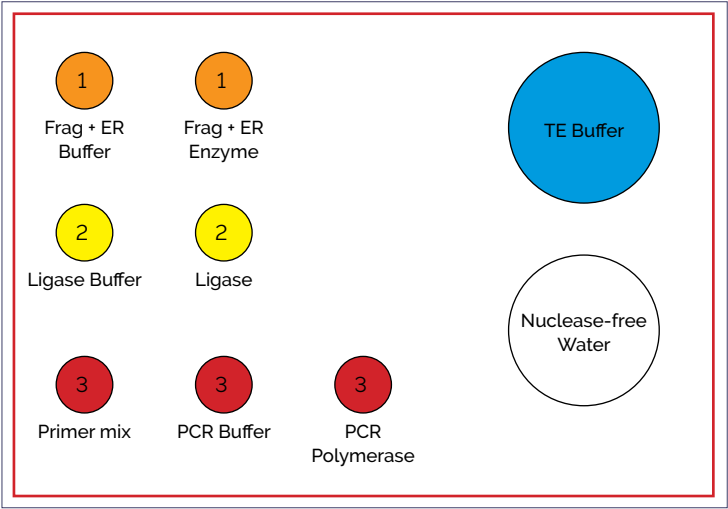 1
1
Frag + ER
Buffer
Frag + ER
Enzyme
TE Buffer
2
2
Ligase Buffer
Ligase
Nuclease-free
Water
3
3
3
Primer mix
PCR Buffer
PCR
Polymerase